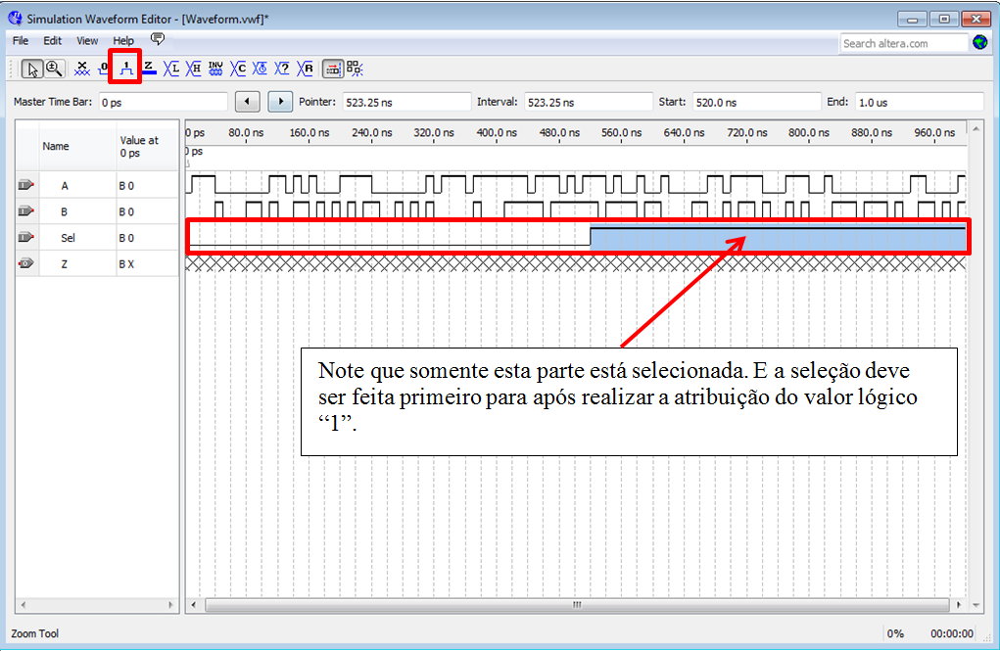 Simulation Waveform Editor - [Waveform.vwf]*
File Edit View Help
Search altera.com
X 0 1 Z L H INV C ? R
Master Time Bar: 0 ps Pointer: 523.25 ns Interval: 523.25 ns Start: 520.0 ns End: 1.0 us
Name Value at 0 ps
0 ps 80.0 ns 160.0 ns 240.0 ns 320.0 ns 400.0 ns 480.0 ns 560.0 ns 640.0 ns 720.0 ns 800.0 ns 880.0 ns 960.0 ns
0 ps
A B 0
B B 0
Sel B 0
Z B X
Note que somente esta parte está selecionada. E a seleção deve
ser feita primeiro para após realizar a atribuição do valor lógico
“1”.
Zoom Tool 0% 00:00:00